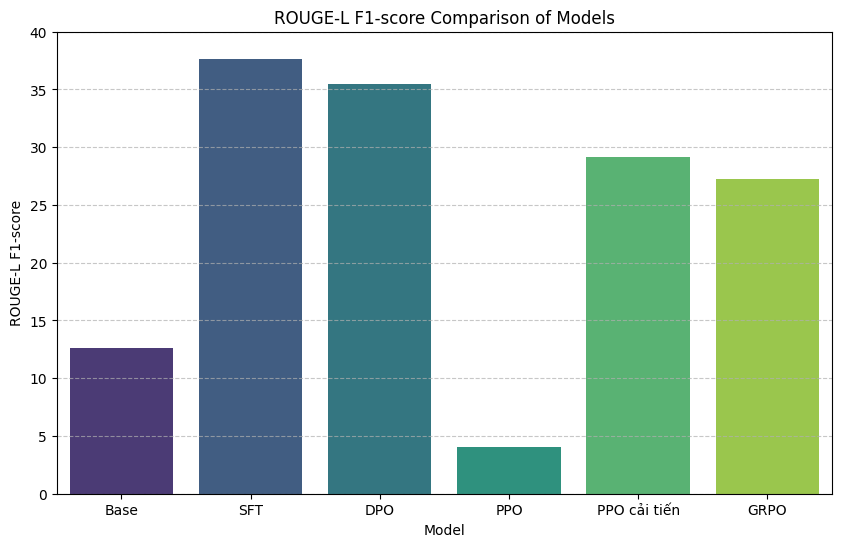 ROUGE-L F1-score Comparison of Models
ROUGE-L F1-score
40
35
30
25
20
15
10
5
0
Base SFT DPO PPO PPO cải tiến GRPO
Model